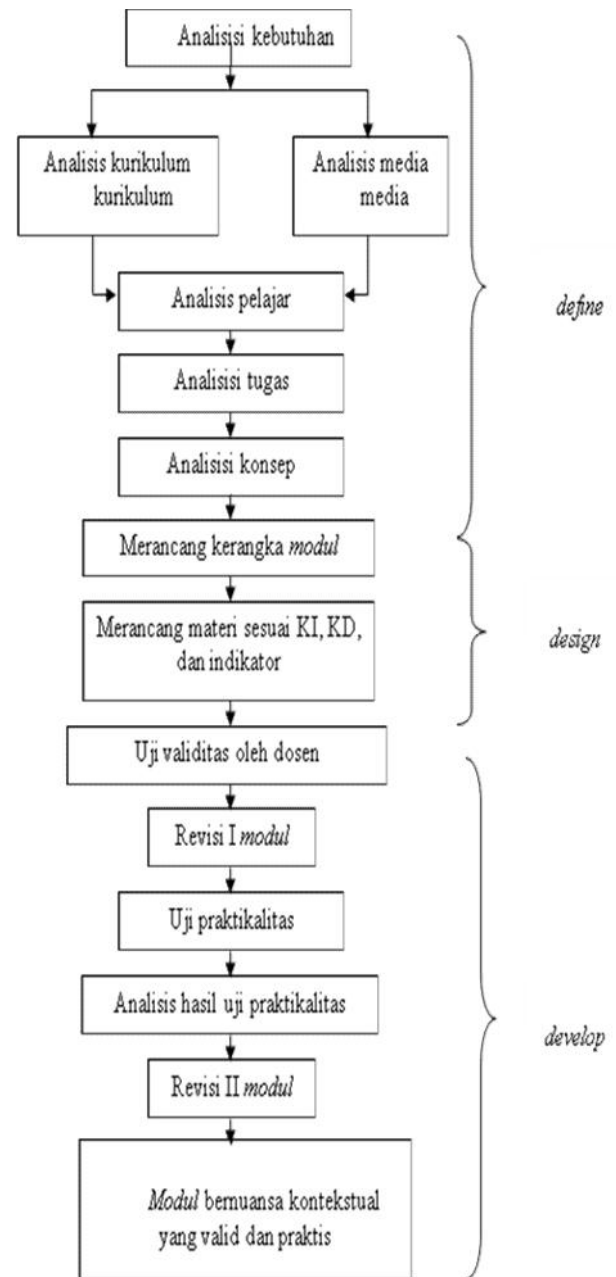 Analisisi kebutuhan
Analisis kurikulum
kurikulum
Analisis media
media
Analisis pelajar
define
Analisisi tugas
Analisisi konsep
Merancang kerangka modul
Merancang materi sesuai KI, KD,
dan indikator
design
Uji validitas oleh dosen
Revisi I modul
Uji praktikalitas
Analisis hasil uji praktikalitas
develop
Revisi II modul
Modul bernuansa kontekstual
yang valid dan praktis